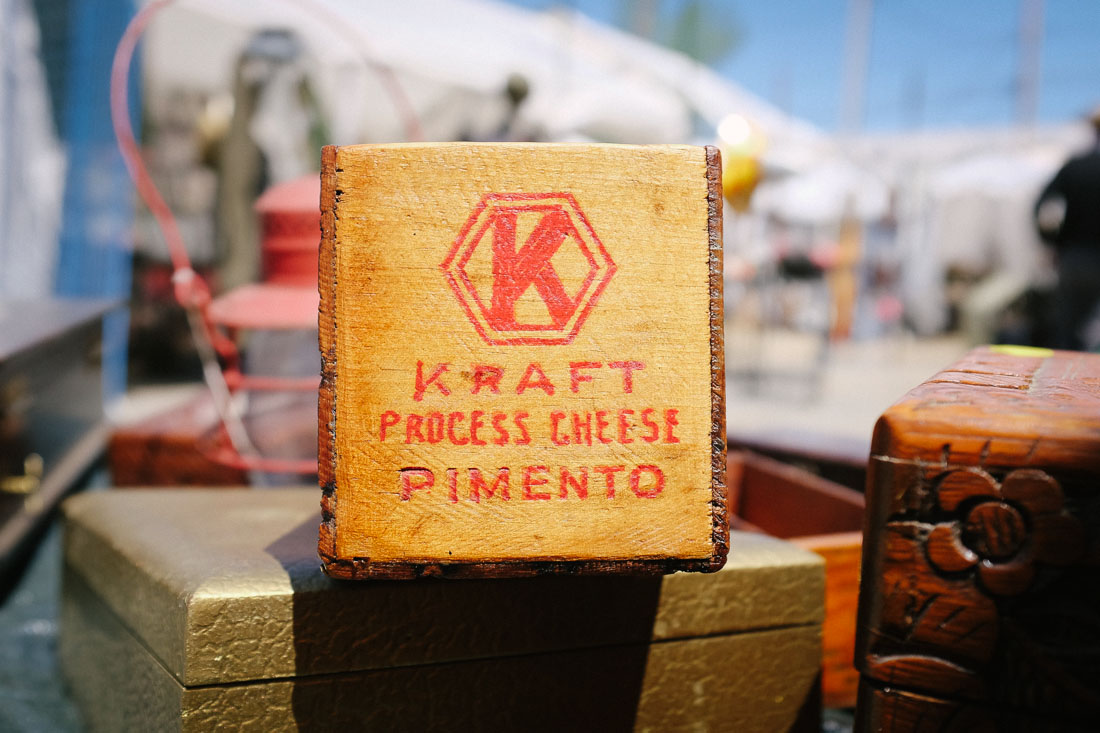 K
KRAFT
PROCESS CHEESE
PIMENTO